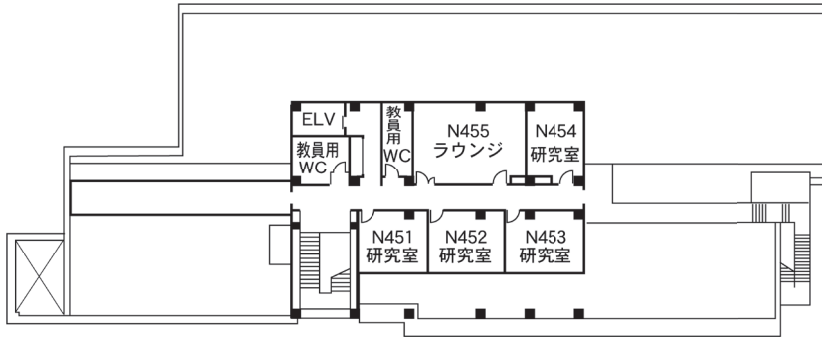 ELV
教員用
WC
教
員
用
WC
N455
ラウンジ
N454
研究室
N451
研究室
N452
研究室
N453
研究室